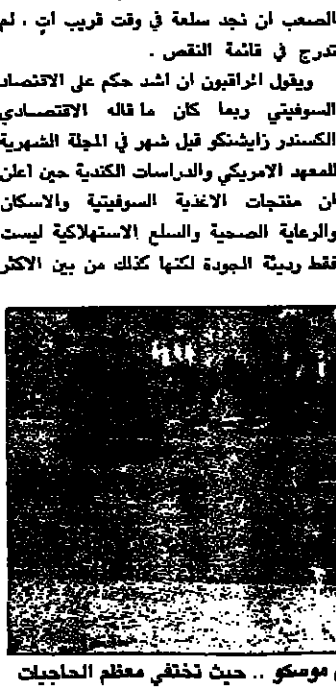 الصعب ان نجد سلعة في وقت قريب اتٍ ، لم
تدرج في قائمة النقص .
ويقول المراقبون ان اشد حكم على الاقتصاد
السوفيتي ربما كان ما قاله الاقتصادي
الكسندر زايشنكو قبل شهر في المجلة الشهرية
للمعهد الامريكي والدراسات الكندية حين اعلن
ان منتجات الاغذية السوفيتية والاسكان
والرعاية الصحية والسلع الاستهلاكية ليست
فقط رديئة الجودة لكنها كذلك من بين الاكثر
موسكو .. حيث تختفي معظم الحاجيات